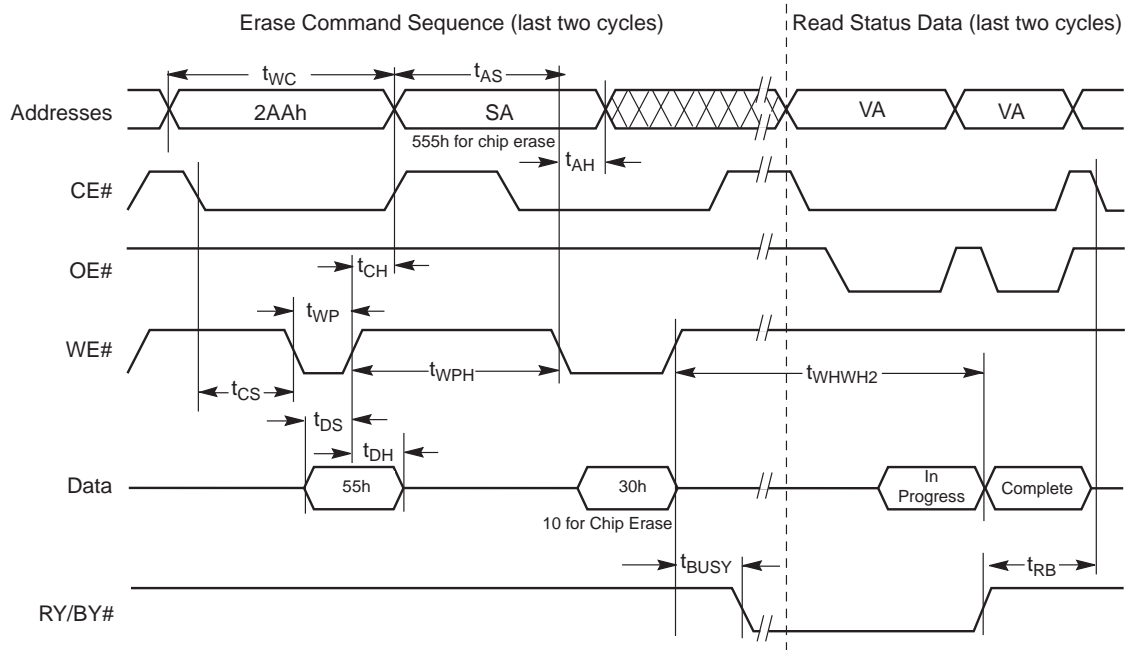 Erase Command Sequence (last two cycles)
Read Status Data (last two cycles)
tWC
tAS
Addresses
2AAh
SA
VA
VA
555h for chip erase
tAH
CE#
OE#
tCH
tWP
WE#
tWPH
tWHWH2
tCS
tDS
tDH
Data
55h
30h
In
Progress
Complete
10 for Chip Erase
tBUSY
tRB
RY/BY#